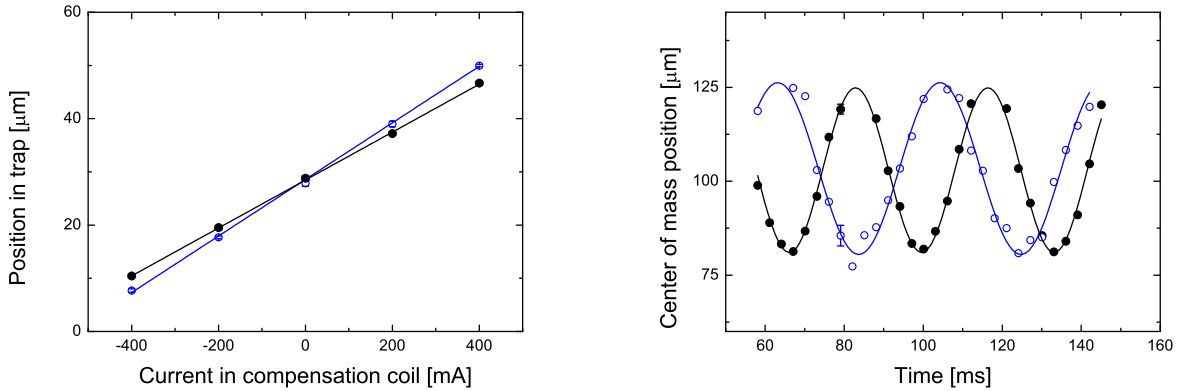 60
40
20
0
-400 -200 0 200 400
Position in trap [μm]
Current in compensation coil [mA]
125
100
75
60 80 100 120 140 160
Center of mass position [μm]
Time [ms]